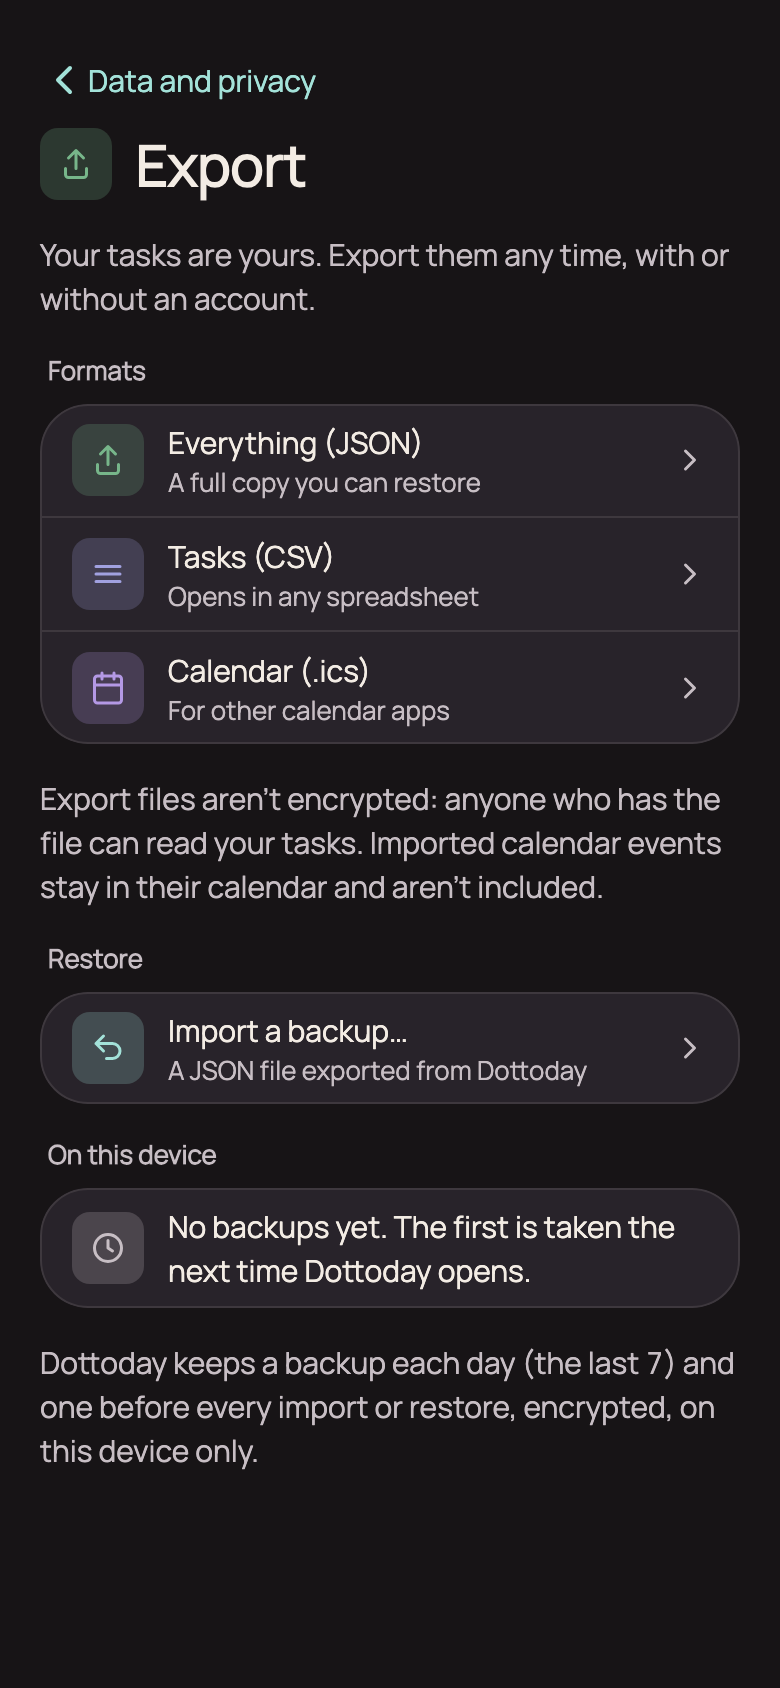 Data and privacy
Export
Your tasks are yours. Export them any time, with or
without an account.
Formats
Everything (JSON)
A full copy you can restore
Tasks (CSV)
Opens in any spreadsheet
Calendar (.ics)
For other calendar apps
Export files aren’t encrypted: anyone who has the
file can read your tasks. Imported calendar events
stay in their calendar and aren’t included.
Restore
Import a backup…
A JSON file exported from Dottoday
On this device
No backups yet. The first is taken the
next time Dottoday opens.
Dottoday keeps a backup each day (the last 7) and
one before every import or restore, encrypted, on
this device only.